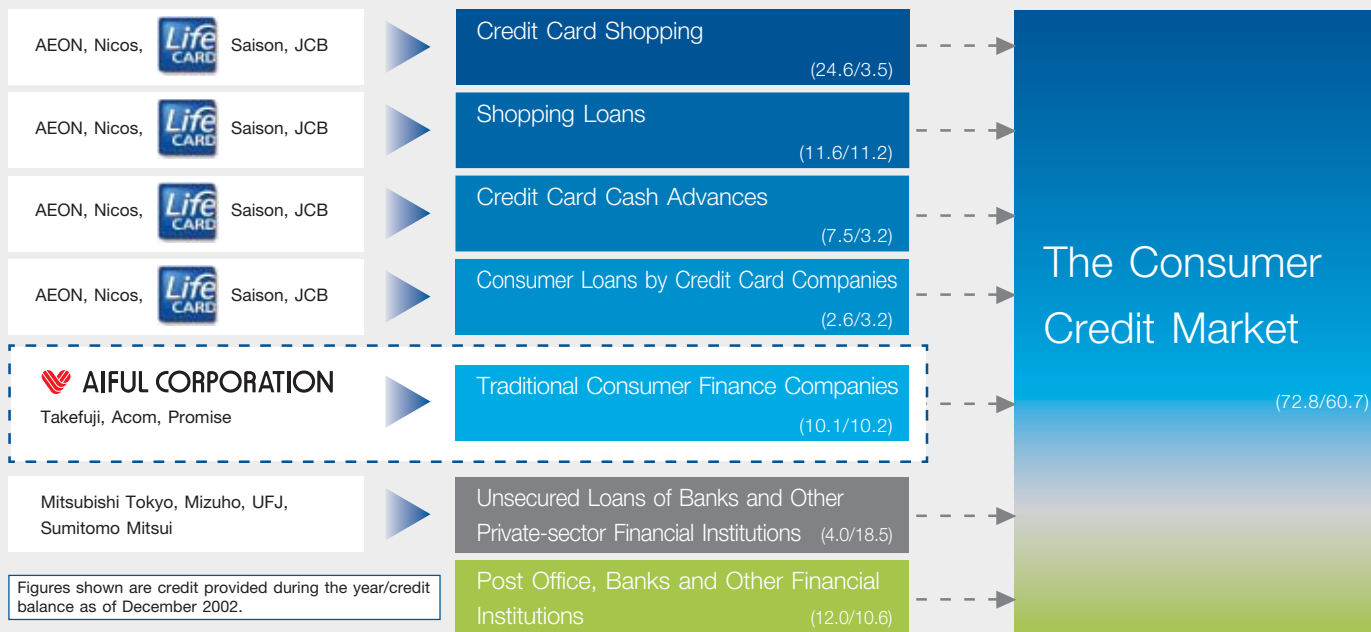 AEON, Nicos, Life CARD Saison, JCB
Credit Card Shopping
(24.6/3.5)
AEON, Nicos, Life CARD Saison, JCB
Shopping Loans
(11.6/11.2)
AEON, Nicos, Life CARD Saison, JCB
Credit Card Cash Advances
(7.5/3.2)
AEON, Nicos, Life CARD Saison, JCB
Consumer Loans by Credit Card Companies
(2.6/3.2)
AIFUL CORPORATION
Takefuji, Acom, Promise
Traditional Consumer Finance Companies
(10.1/10.2)
Mitsubishi Tokyo, Mizuho, UFJ,
Sumitomo Mitsui
Unsecured Loans of Banks and Other
Private-sector Financial Institutions (4.0/18.5)
Figures shown are credit provided during the year/credit
balance as of December 2002.
Post Office, Banks and Other Financial
Institutions (12.0/10.6)
The Consumer
Credit Market
(72.8/60.7)